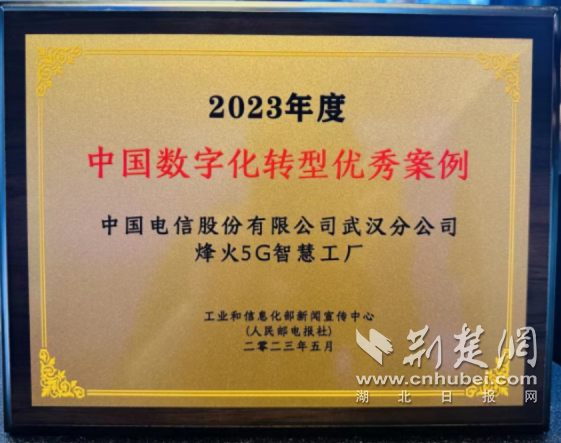 2023年度
中国数字化转型优秀案例
中国电信股份有限公司武汉分公司
烽火5G智慧工厂
工业和信息化部新闻宣传中心
(人民邮电报社)
二零二三年五月
荆楚网
www.cnhubei.com
湖北日报网